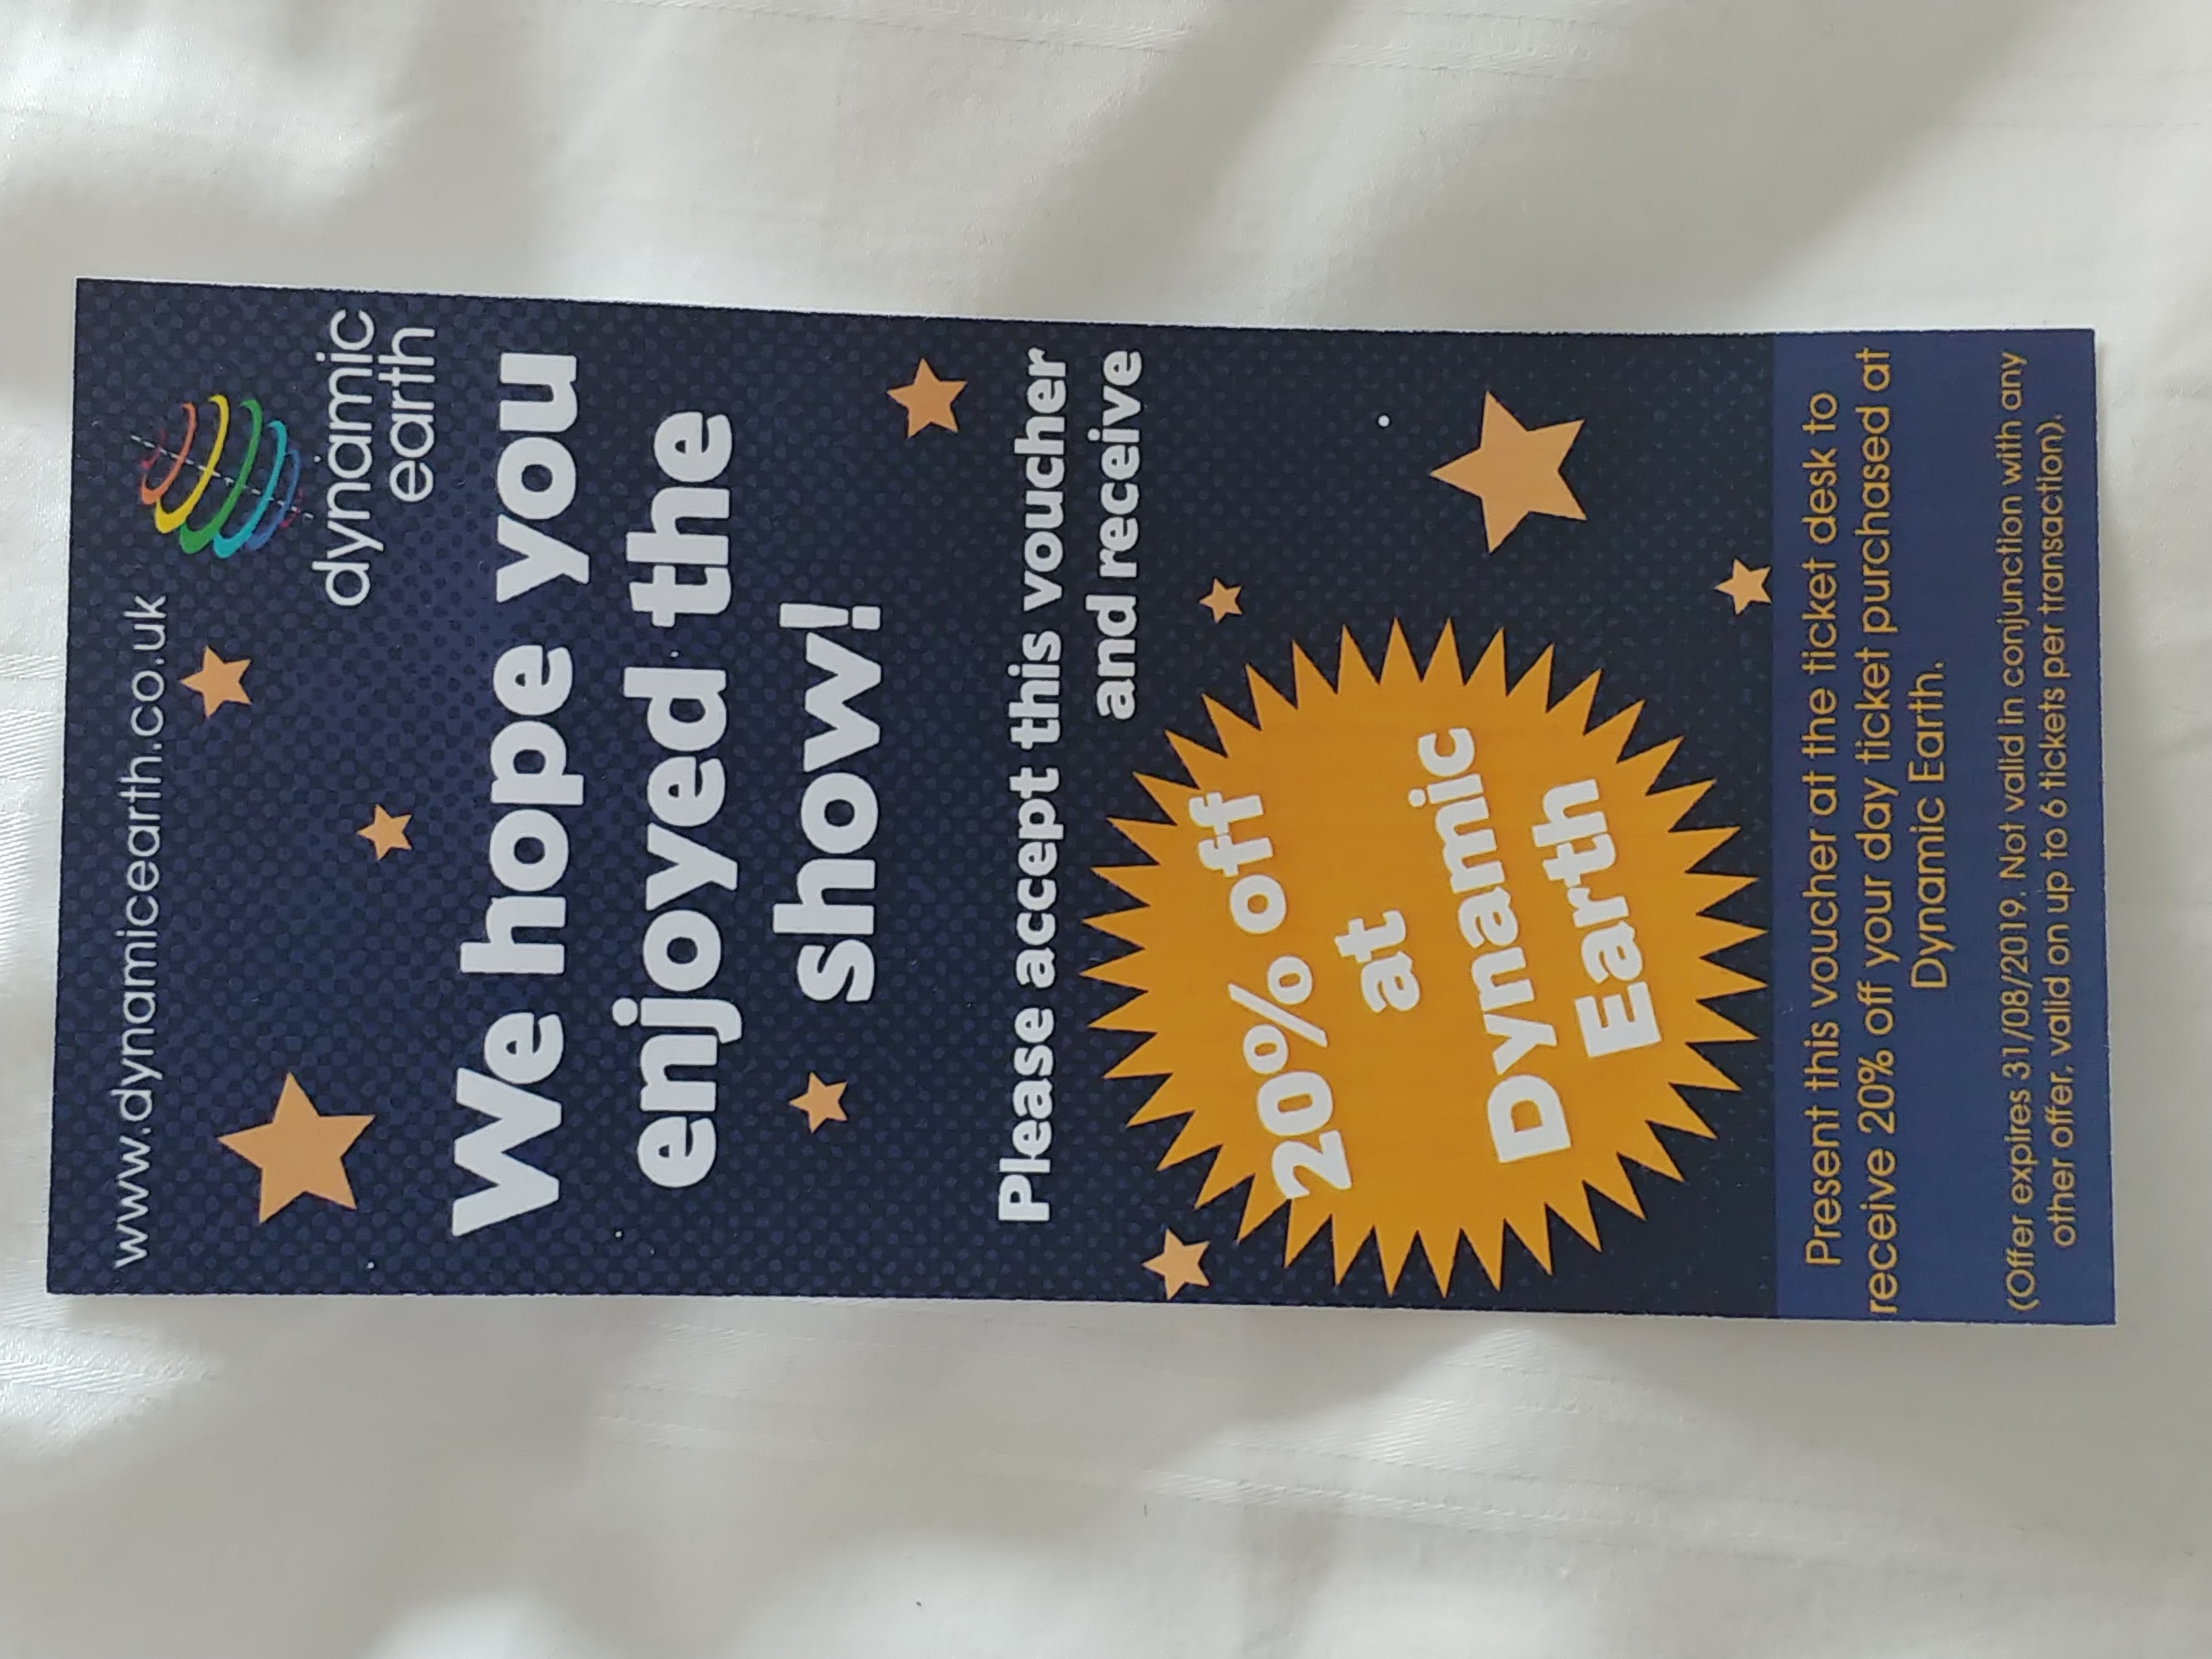 www.dynamicearth.co.uk
dynamic
earth
We hope you
enjoyed the
show!
Please accept this voucher
and receive
20% off
at
Dynamic
Earth
Present this voucher at the ticket desk to
receive 20% off your day ticket purchased at
Dynamic Earth.
(Offer expires 31/08/2019. Not valid in conjunction with any
other offer, valid on up to 6 tickets per transaction).